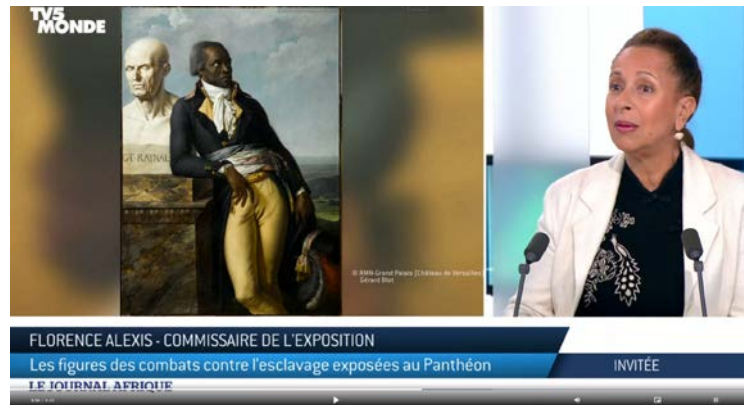 TV5
MONDE
GT RAYNAL
© RMN-Grand Palais (Château de Versailles)
Gérard Blot
FLORENCE ALEXIS - COMMISSAIRE DE L'EXPOSITION
Les figures des combats contre l'esclavage exposées au Panthéon
INVITÉE
LE JOURNAL AFRIQUE